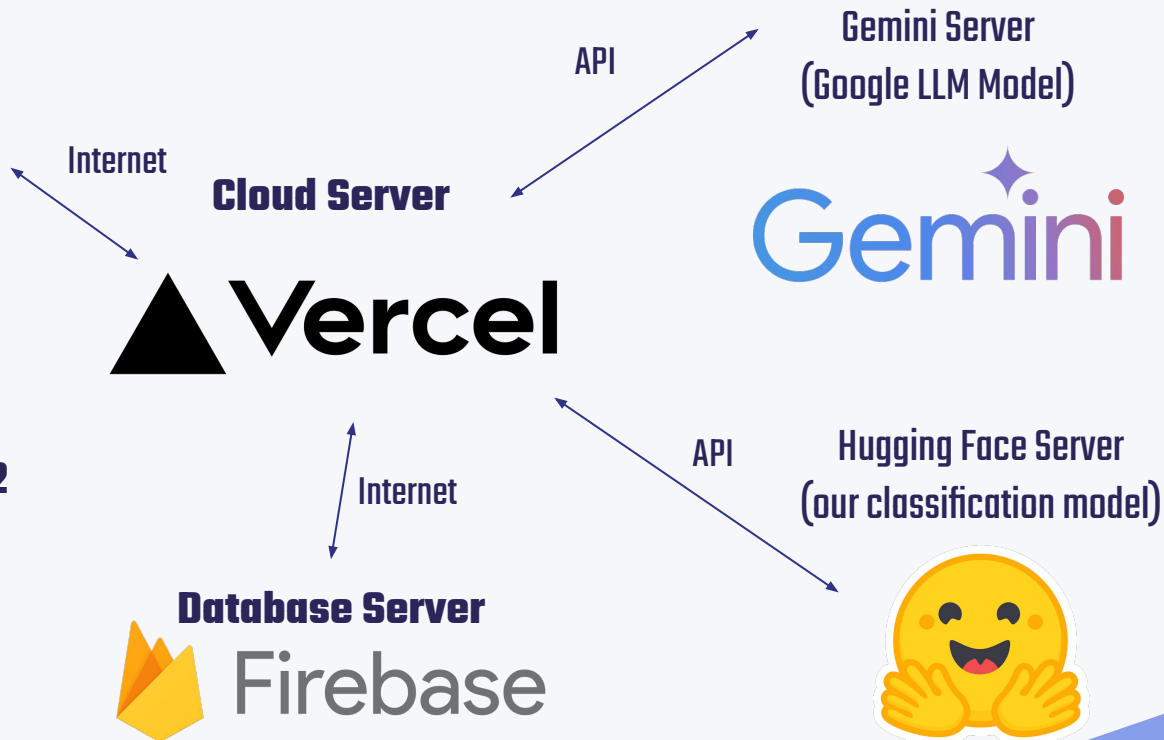 Gemini Server
(Google LLM Model)
API
Internet
Cloud Server
Gemini
Vercel
API
Hugging Face Server
(our classification model)
2
Internet
Database Server
Firebase